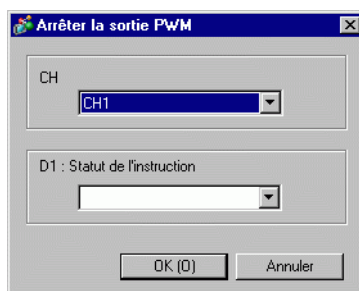 Arrêter la sortie PWM
CH
CH1
D1 : Statut de l'instruction
OK (O)
Annuler